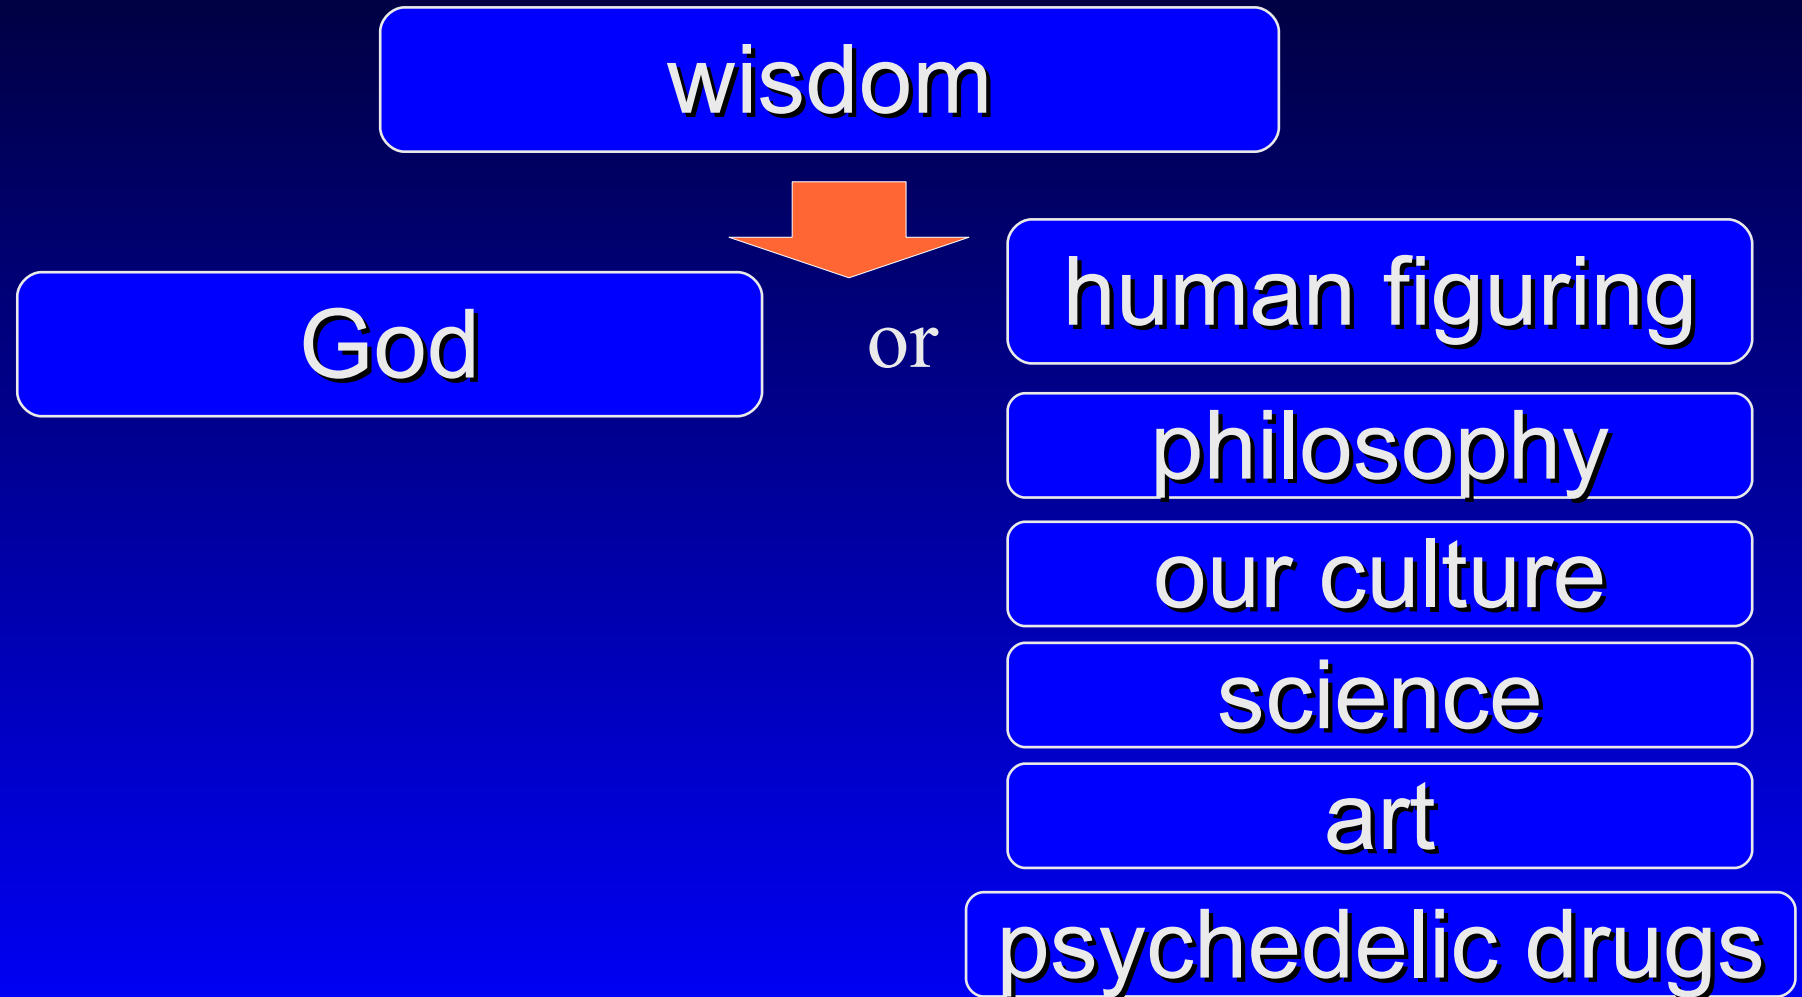 wisdom
God
or
human figuring
philosophy
our culture
science
art
psychedelic drugs